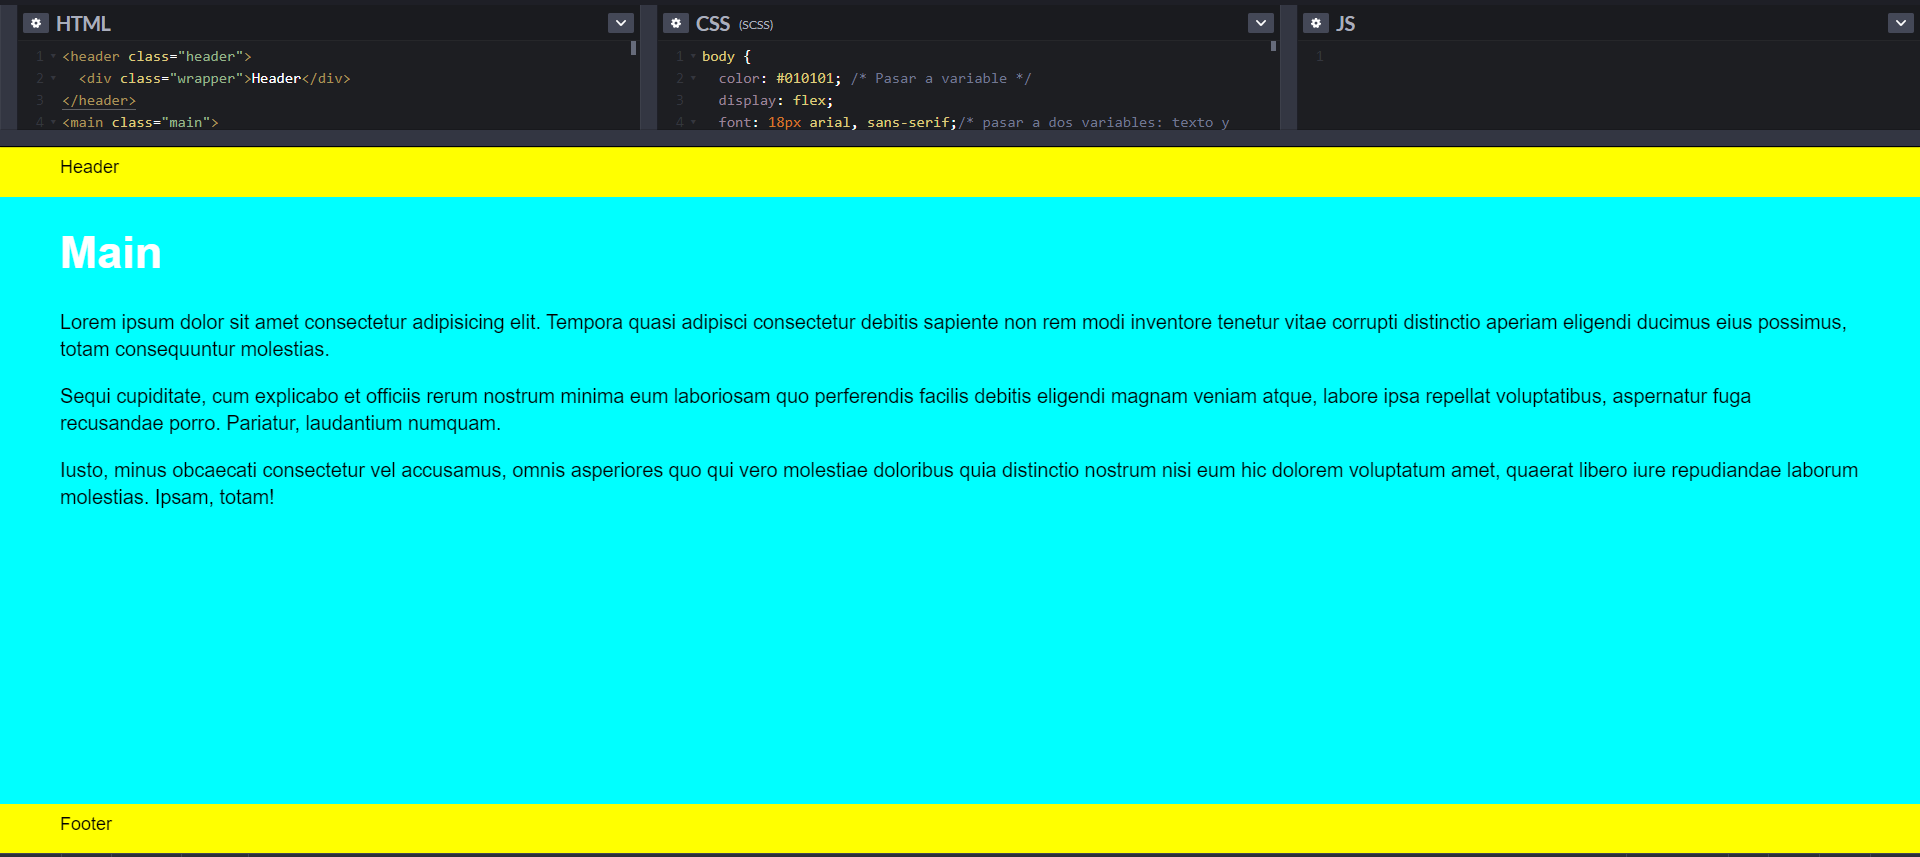 HTML
1 <header class="header">
2 <div class="wrapper">Header</div>
3 </header>
4 <main class="main">
CSS (SCSS)
1 body {
2 color: #010101; /* Pasar a variable */
3 display: flex;
4 font: 18px arial, sans-serif;/* pasar a dos variables: texto y
JS
1
Header
Main
Lorem ipsum dolor sit amet consectetur adipisicing elit. Tempora quasi adipisci consectetur debitis sapiente non rem modi inventore tenetur vitae corrupti distinctio aperiam eligendi ducimus eius possimus,
totam consequuntur molestias.
Sequi cupiditate, cum explicabo et officiis rerum nostrum minima eum laboriosam quo perferendis facilis debitis eligendi magnam veniam atque, labore ipsa repellat voluptatibus, aspernatur fuga
recusandae porro. Pariatur, laudantium numquam.
Iusto, minus obcaecati consectetur vel accusamus, omnis asperiores quo qui vero molestiae doloribus quia distinctio nostrum nisi eum hic dolorem voluptatum amet, quaerat libero iure repudiandae laborum
molestias. Ipsam, totam!
Footer